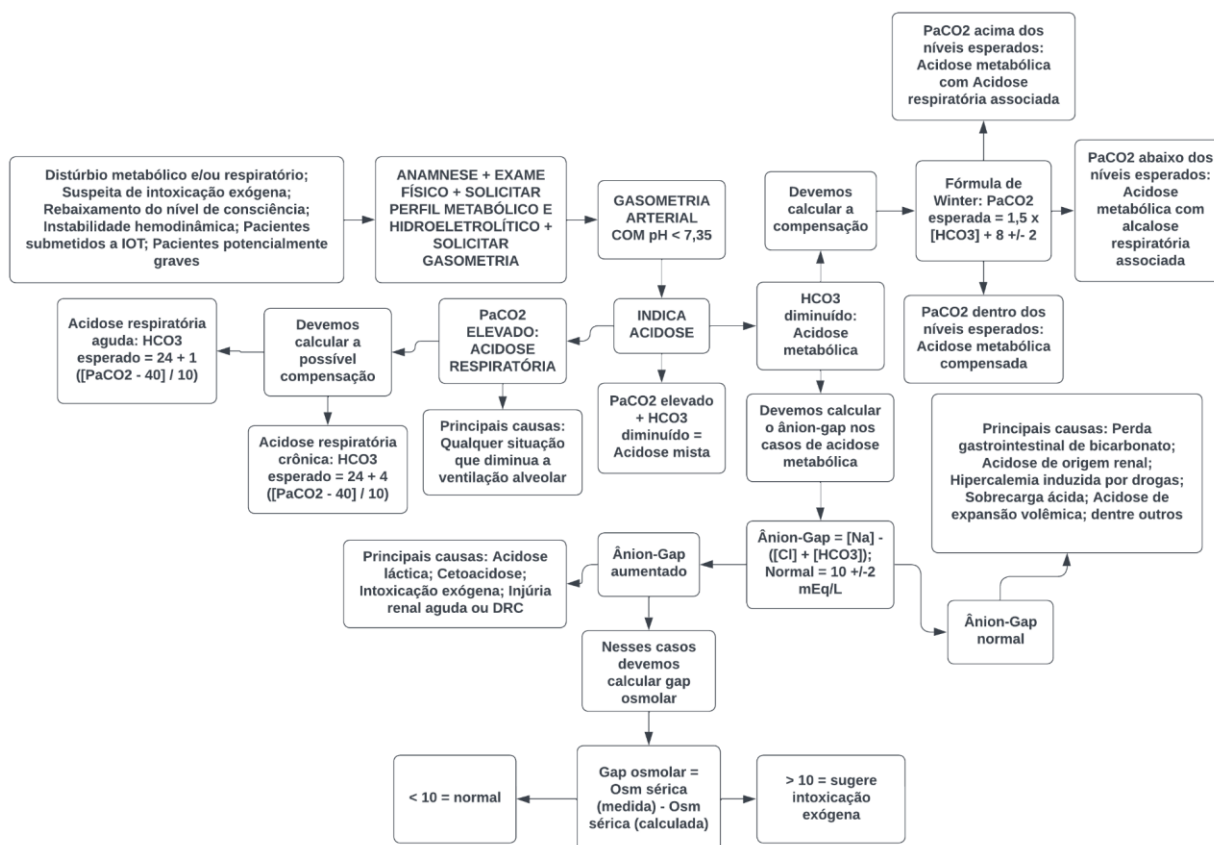 PaCO2 acima dos
níveis esperados:
Acidose metabólica
com Acidose
respiratória associada
Distúrbio metabólico e/ou respiratório;
Suspeita de intoxicação exógena;
Rebaixamento do nível de consciência;
Instabilidade hemodinâmica; Pacientes
submetidos a IOT; Pacientes potencialmente
graves
ANAMNESE + EXAME
FÍSICO + SOLICITAR
PERFIL METABÓLICO E
HIDROELETROLÍTICO +
SOLICITAR
GASOMETRIA
GASOMETRIA
ARTERIAL
COM pH < 7,35
Devemos
calcular a
compensação
Fórmula de
Winter: PaCO2
esperada = 1,5 x
[HCO3] + 8 +/- 2
PaCO2 abaixo dos
níveis esperados:
Acidose
metabólica com
alcalose
respiratória
associada
Acidose respiratória
aguda: HCO3
esperado = 24 + 1
([PaCO2 - 40] / 10)
Devemos
calcular a
possível
compensação
PaCO2
ELEVADO:
ACIDOSE
RESPIRATÓRIA
INDICA
ACIDOSE
HCO3
diminuído:
Acidose
metabólica
PaCO2 dentro dos
níveis esperados:
Acidose metabólica
compensada
Acidose respiratória
crônica: HCO3
esperado = 24 + 4
([PaCO2 - 40] / 10)
Principais causas:
Qualquer situação
que diminua a
ventilação alveolar
PaCO2 elevado
+ HCO3
diminuído =
Acidose mista
Devemos calcular
o ânion-gap nos
casos de acidose
metabólica
Principais causas: Perda
gastrointestinal de bicarbonato;
Acidose de origem renal;
Hipercalemia induzida por drogas;
Sobrecarga ácida; Acidose de
expansão volêmica; dentre outros
Principais causas: Acidose
láctica; Cetoacidose;
Intoxicação exógena; Injúria
renal aguda ou DRC
Ânion-Gap
aumentado
Ânion-Gap = [Na] -
([Cl] + [HCO3]);
Normal = 10 +/-2
mEq/L
Ânion-Gap
normal
Nesses casos
devemos
calcular gap
osmolar
< 10 = normal
Gap osmolar =
Osm sérica
(medida) - Osm
sérica (calculada)
> 10 = sugere
intoxicação
exógena